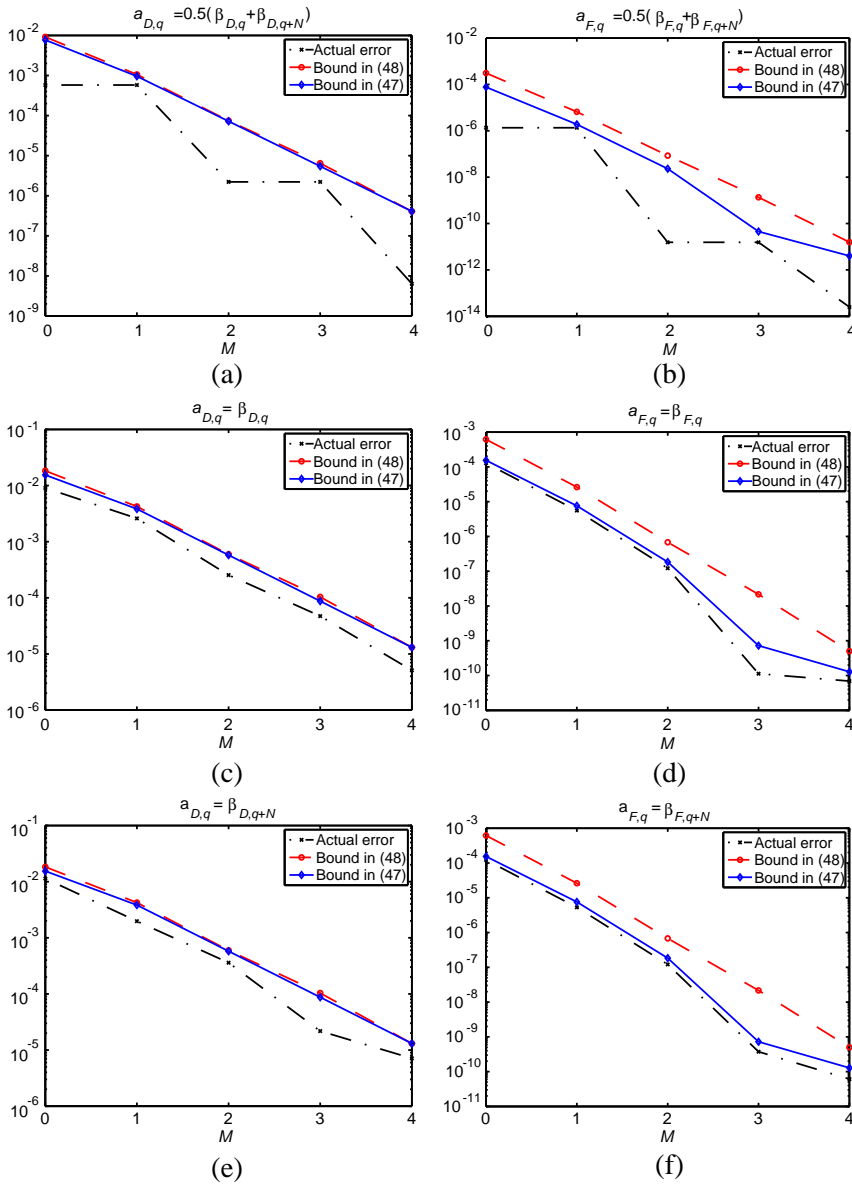 a_{D,q} =0.5(β_{D,q}+β_{D,q+N})
10^{-2}
10^{-3}
10^{-4}
10^{-5}
10^{-6}
10^{-7}
10^{-8}
10^{-9}
Actual error
Bound in (48)
Bound in (47)
0 1 2 3 4
M
(a)
a_{F,q} =0.5(β_{F,q}+β_{F,q+N})
10^{-2}
10^{-4}
10^{-6}
10^{-8}
10^{-10}
10^{-12}
10^{-14}
Actual error
Bound in (48)
Bound in (47)
0 1 2 3 4
M
(b)
a_{D,q}= β_{D,q}
10^{-1}
10^{-2}
10^{-3}
10^{-4}
10^{-5}
10^{-6}
Actual error
Bound in (48)
Bound in (47)
0 1 2 3 4
M
(c)
a_{F,q}= β_{F,q}
10^{-3}
10^{-4}
10^{-5}
10^{-6}
10^{-7}
10^{-8}
10^{-9}
10^{-10}
10^{-11}
Actual error
Bound in (48)
Bound in (47)
0 1 2 3 4
M
(d)
a_{D,q}= β_{D,q+N}
10^{-1}
10^{-2}
10^{-3}
10^{-4}
10^{-5}
10^{-6}
Actual error
Bound in (48)
Bound in (47)
0 1 2 3 4
M
(e)
a_{F,q}= β_{F,q+N}
10^{-3}
10^{-4}
10^{-5}
10^{-6}
10^{-7}
10^{-8}
10^{-9}
10^{-10}
10^{-11}
Actual error
Bound in (48)
Bound in (47)
0 1 2 3 4
M
(f)